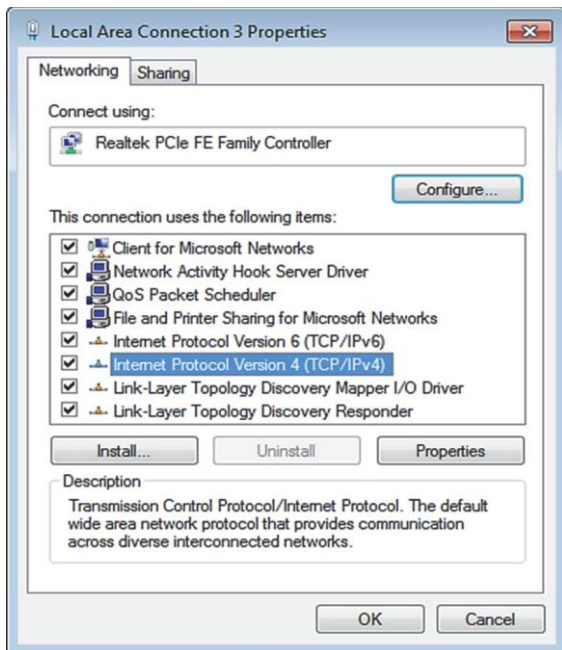 Local Area Connection 3 Properties
Networking
Sharing
Connect using:
Realtek PCIe FE Family Controller
Configure...
This connection uses the following items:
Client for Microsoft Networks
Network Activity Hook Server Driver
QoS Packet Scheduler
File and Printer Sharing for Microsoft Networks
Internet Protocol Version 6 (TCP/IPv6)
Internet Protocol Version 4 (TCP/IPv4)
Link-Layer Topology Discovery Mapper I/O Driver
Link-Layer Topology Discovery Responder
Install...
Uninstall
Properties
Description
Transmission Control Protocol/Internet Protocol. The default
wide area network protocol that provides communication
across diverse interconnected networks.
OK
Cancel